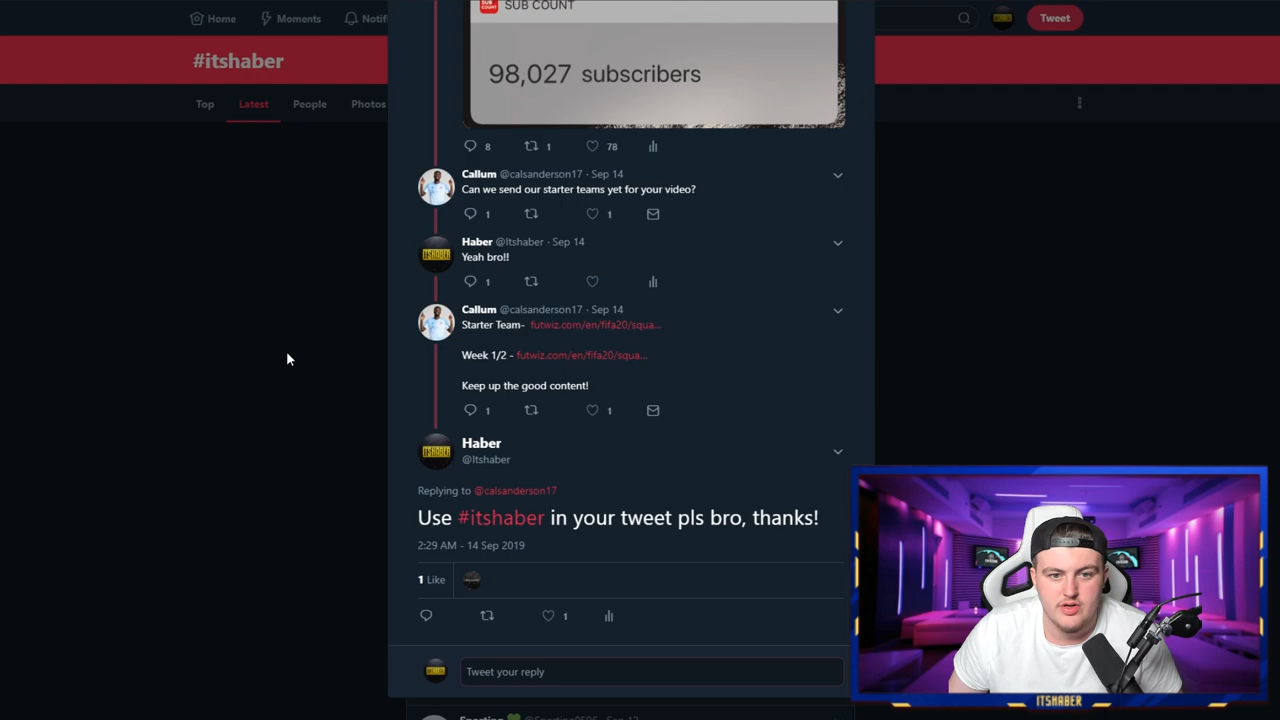 Home
Moments
Tweet
#itshaber
Top
Latest
People
Photos
SUB COUNT
98,027 subscribers
8
1
78
Callum @calsanderson17 · Sep 14
Can we send our starter teams yet for your video?
1
1
Haber @Itshaber · Sep 14
Yeah bro!!
1
Callum @calsanderson17 · Sep 14
Starter Team- futwiz.com/en/fifa20/squa...
Week 1/2 - futwiz.com/en/fifa20/squa...
Keep up the good content!
1
1
Haber
@Itshaber
Replying to @calsanderson17
Use #itshaber in your tweet pls bro, thanks!
2:29 AM - 14 Sep 2019
1 Like
1
Tweet your reply
ITSHABER